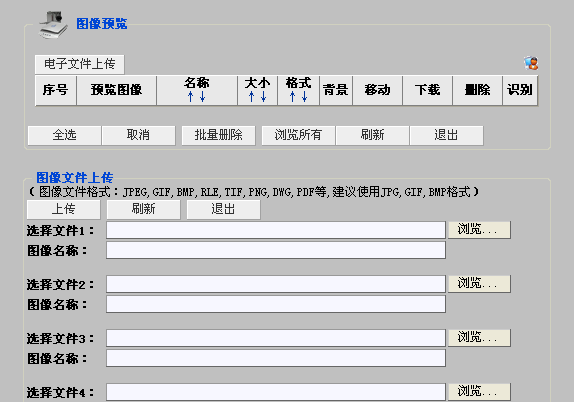 图像预览
电子文件上传
序号 预览图像 名称 大小 格式 背景 移动 下载 删除 识别
↑↓ ↑↓ ↑↓
全选 取消 批量删除 浏览所有 刷新 退出
图像文件上传
(图像文件格式：JPEG,GIF,BMP,RLE,TIF,PNG,DWG,PDF等,建议使用JPG,GIF,BMP格式)
上传 刷新 退出
选择文件1： 浏览...
图像名称：
选择文件2： 浏览...
图像名称：
选择文件3： 浏览...
图像名称：
选择文件4： 浏览...